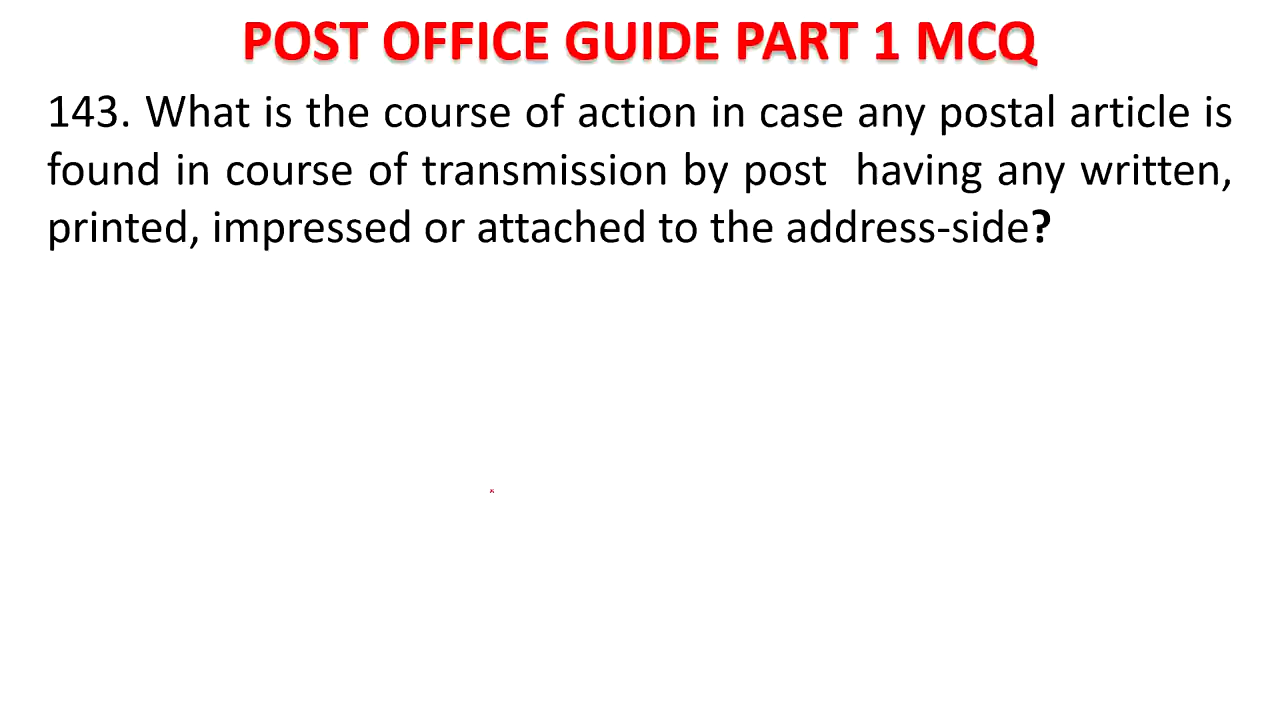 POST OFFICE GUIDE PART 1 MCQ
143. What is the course of action in case any postal article is
found in course of transmission by post having any written,
printed, impressed or attached to the address-side?